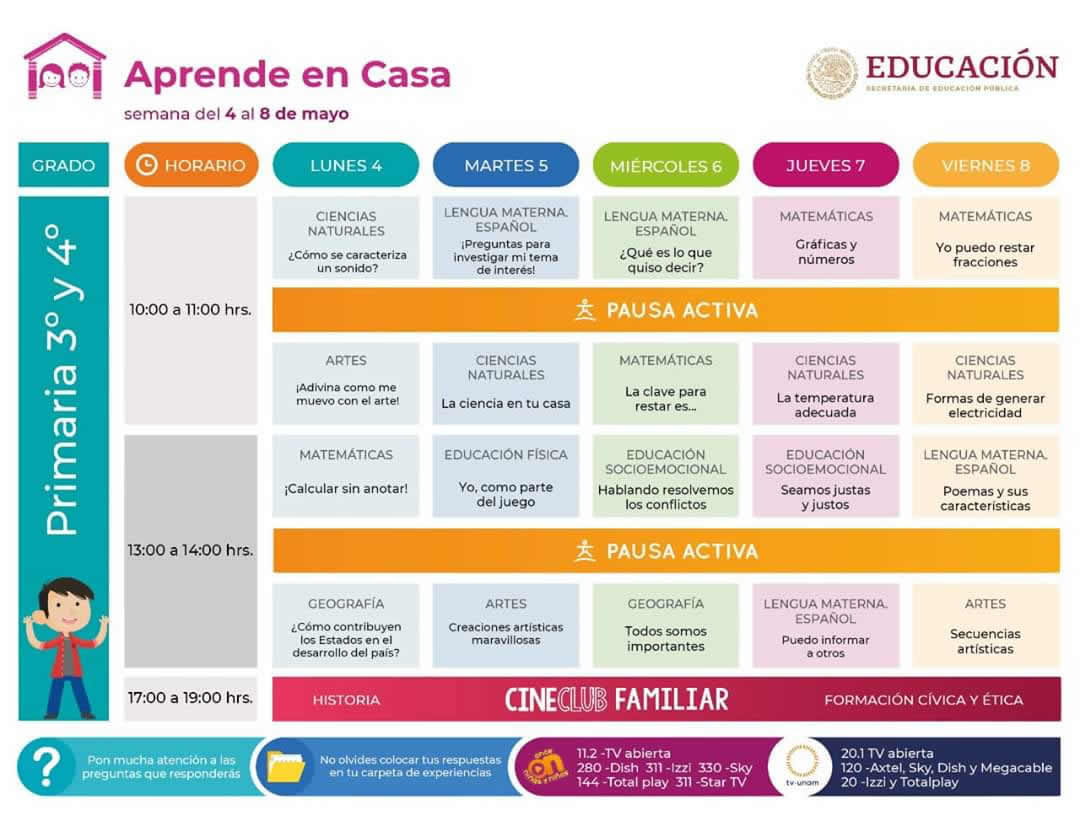 Aprende en Casa
semana del 4 al 8 de mayo
EDUCACIÓN
SECRETARÍA DE EDUCACIÓN PÚBLICA
GRADO
HORARIO
LUNES 4
MARTES 5
MIÉRCOLES 6
JUEVES 7
VIERNES 8
Primaria 3º y 4º
10:00 a 11:00 hrs.
CIENCIAS
NATURALES
¿Cómo se caracteriza
un sonido?
LENGUA MATERNA.
ESPAÑOL
¡Preguntas para
investigar mi tema
de interés!
LENGUA MATERNA.
ESPAÑOL
¿Qué es lo que
quiso decir?
MATEMÁTICAS
Gráficas y
números
MATEMÁTICAS
Yo puedo restar
fracciones
PAUSA ACTIVA
ARTES
¡Adivina como me
muevo con el arte!
CIENCIAS
NATURALES
La ciencia en tu casa
MATEMÁTICAS
La clave para
restar es...
CIENCIAS
NATURALES
La temperatura
adecuada
CIENCIAS
NATURALES
Formas de generar
electricidad
13:00 a 14:00 hrs.
MATEMÁTICAS
¡Calcular sin anotar!
EDUCACIÓN FÍSICA
Yo, como parte
del juego
EDUCACIÓN
SOCIOEMOCIONAL
Hablando resolvemos
los conflictos
EDUCACIÓN
SOCIOEMOCIONAL
Seamos justas
y justos
LENGUA MATERNA.
ESPAÑOL
Poemas y sus
características
PAUSA ACTIVA
GEOGRAFÍA
¿Cómo contribuyen
los Estados en el
desarrollo del país?
ARTES
Creaciones artísticas
maravillosas
GEOGRAFÍA
Todos somos
importantes
LENGUA MATERNA.
ESPAÑOL
Puedo informar
a otros
ARTES
Secuencias
artísticas
17:00 a 19:00 hrs.
HISTORIA
CINECLUB FAMILIAR
FORMACIÓN CÍVICA Y ÉTICA
?
Pon mucha atención a las
preguntas que responderás
No olvides colocar tus respuestas
en tu carpeta de experiencias
once
niñas y niños
11.2 -TV abierta
280 -Dish 311 -Izzi 330 -Sky
144 -Total play 311 -Star TV
tv·unam
20.1 TV abierta
120 -Axtel, Sky, Dish y Megacable
20 -Izzi y Totalplay